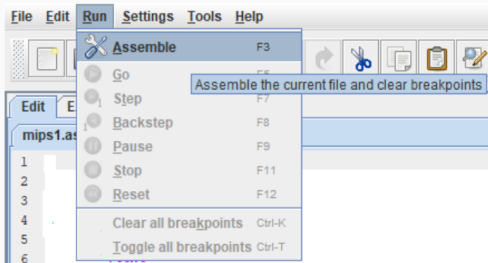 File Edit Run Settings Tools Help
Assemble F3
Go
Assemble the current file and clear breakpoints
Step F7
Edit
Backstep F8
mips1.as
Pause F9
1
Stop F11
2
Reset F12
3
4
Clear all breakpoints Ctrl-K
5
Toggle all breakpoints Ctrl-T
6